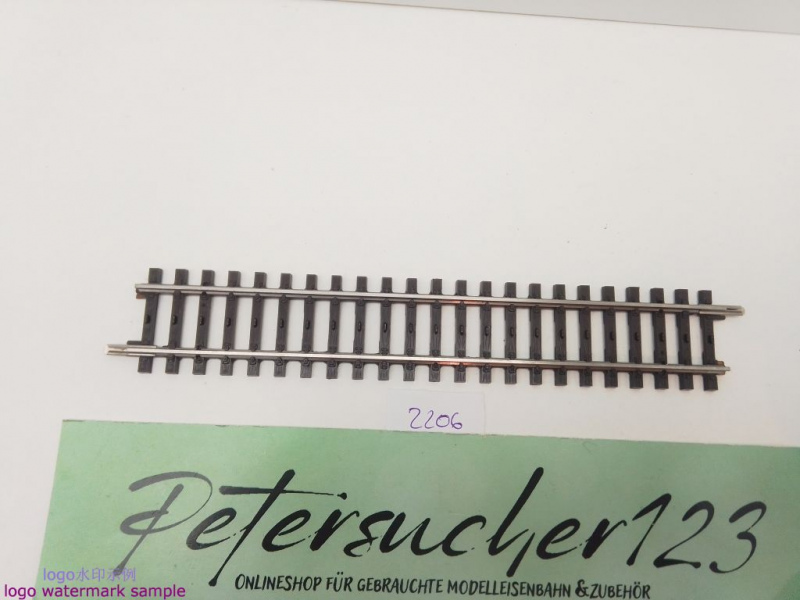 2206
Petersucher123
ONLINESHOP FÜR GEBRAUCHTE MODELLEISENBAHN & ZUBEHÖR
logo水印示例
logo watermark sample